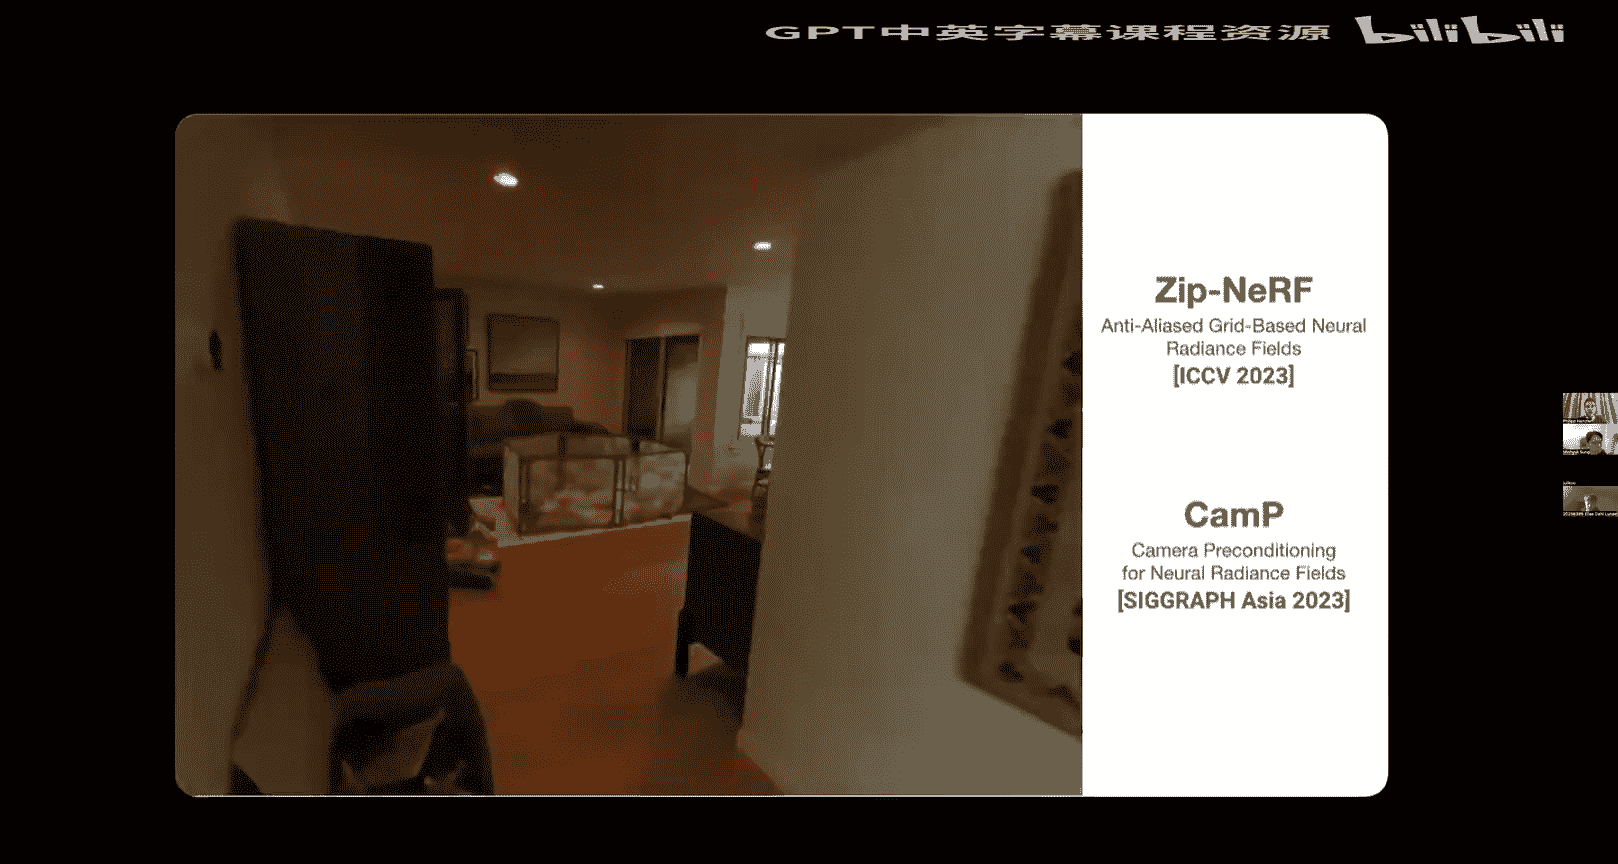 GPT中英字幕课程资源 bilibili
Zip-NeRF
Anti-Aliased Grid-Based Neural
Radiance Fields
[ICCV 2023]
CamP
Camera Preconditioning
for Neural Radiance Fields
[SIGGRAPH Asia 2023]